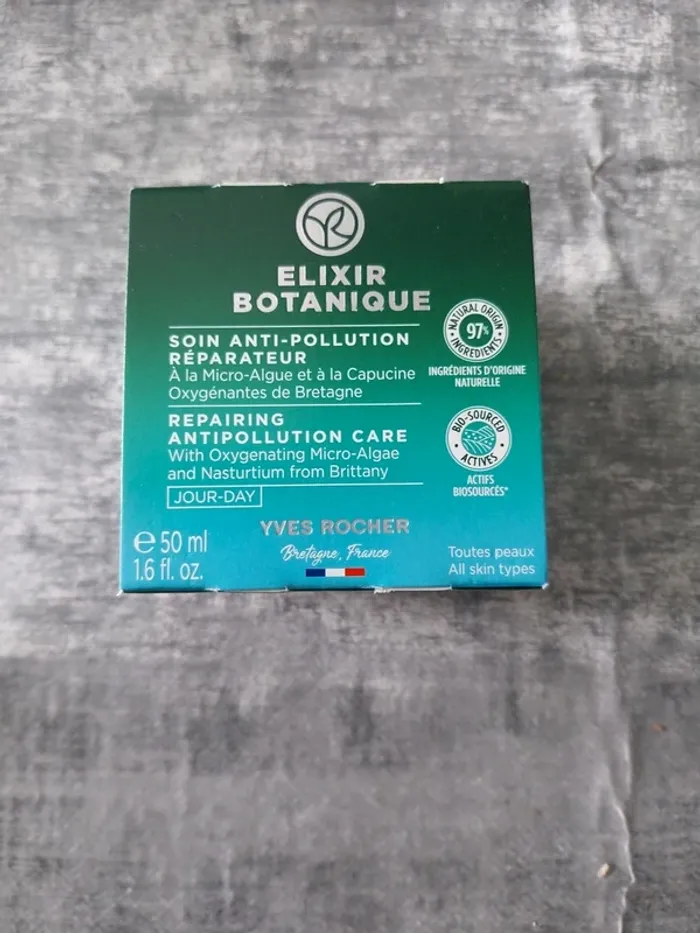 ELIXIR
BOTANIQUE
SOIN ANTI-POLLUTION
RÉPARATEUR
À la Micro-Algue et à la Capucine
Oxygénantes de Bretagne
REPAIRING
ANTIPOLLUTION CARE
With Oxygenating Micro-Algae
and Nasturtium from Brittany
JOUR-DAY
NATURAL ORIGIN
97%
INGREDIENTS
INGRÉDIENTS D'ORIGINE
NATURELLE
BIO-SOURCED
ACTIVES
ACTIFS
BIOSOURCÉS*
YVES ROCHER
Bretagne, France
℮ 50 ml
1.6 fl. oz.
Toutes peaux
All skin types